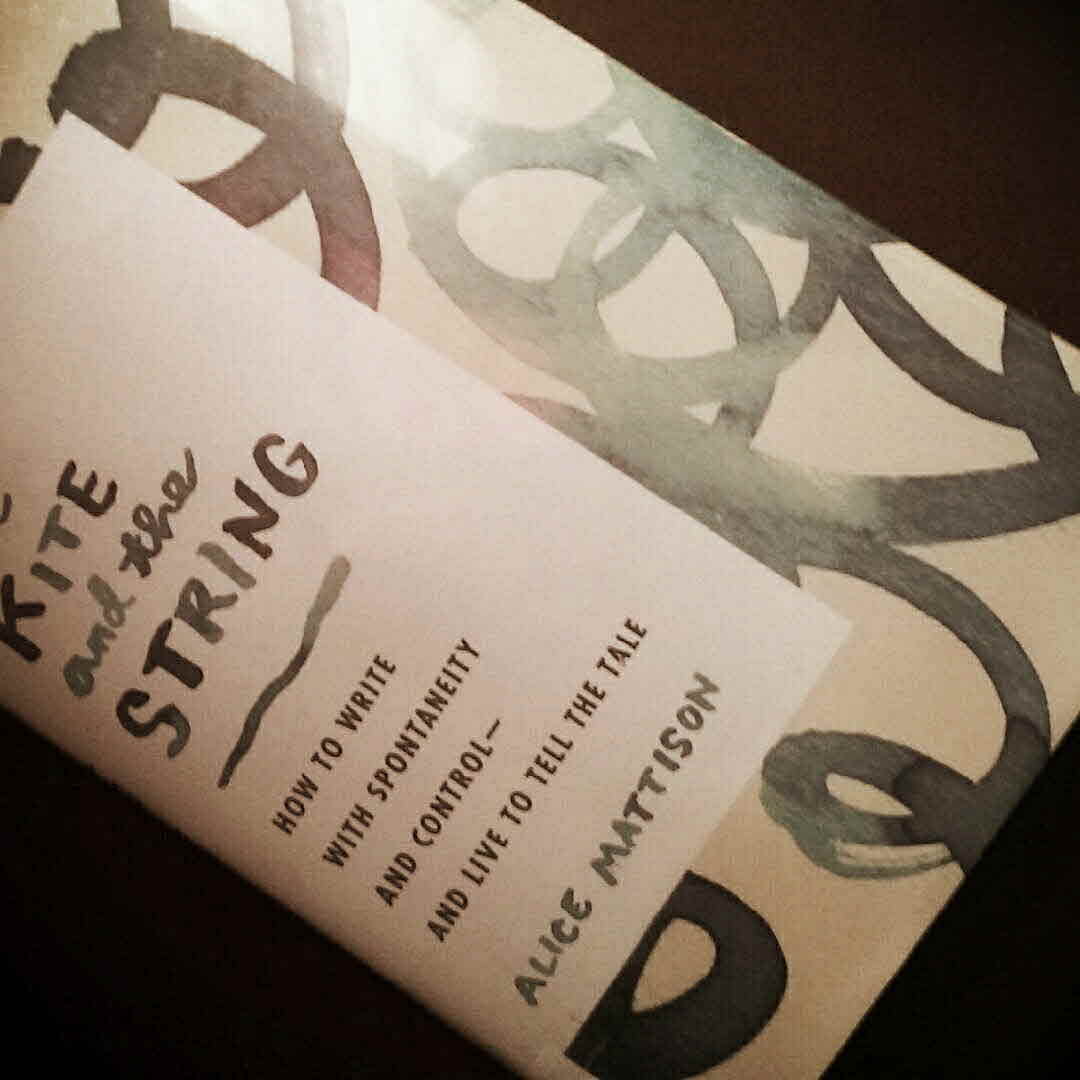 KITE
and the
STRING
HOW TO WRITE
WITH SPONTANEITY
AND CONTROL—
AND LIVE TO TELL THE TALE
ALICE MATTISON